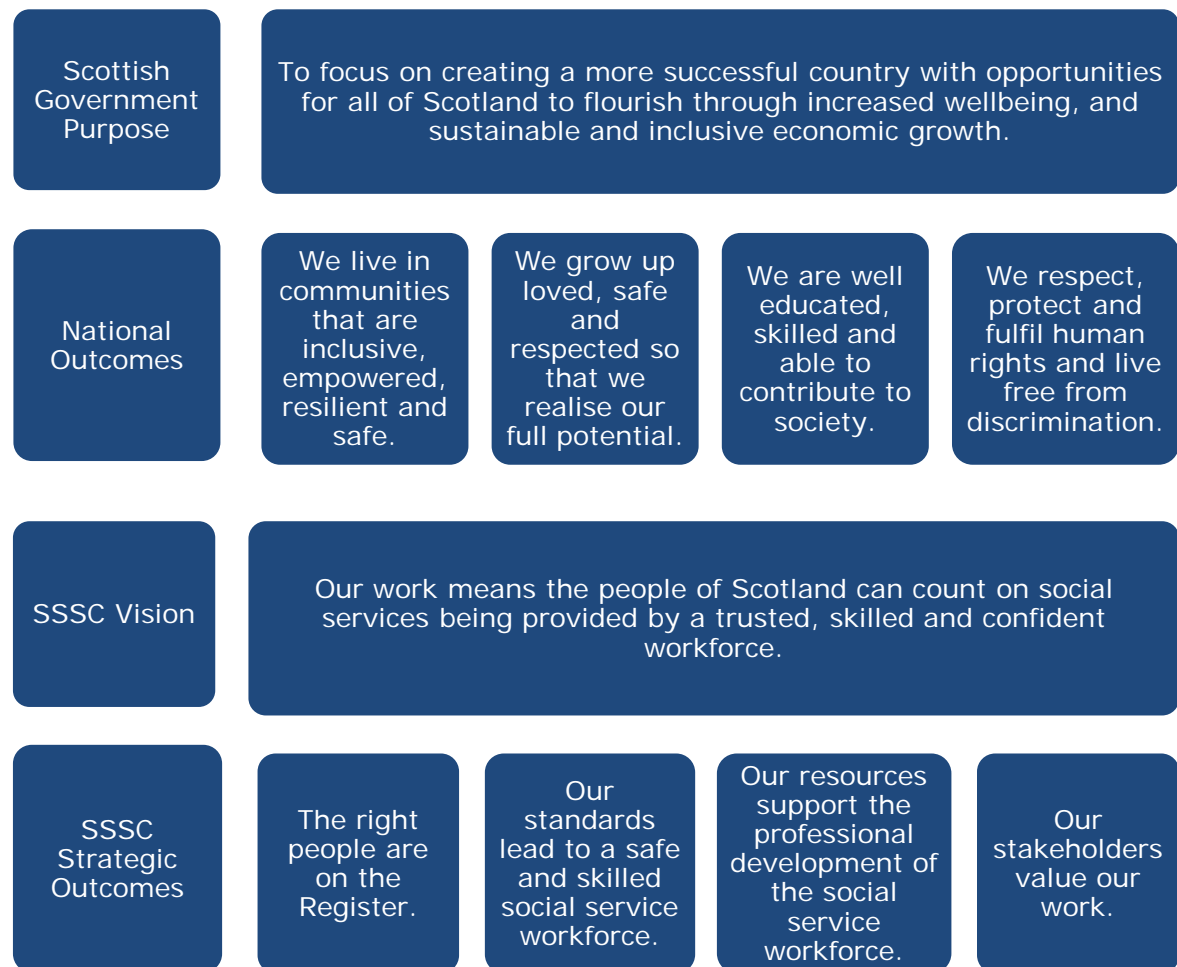 Scottish
Government
Purpose
To focus on creating a more successful country with opportunities
for all of Scotland to flourish through increased wellbeing, and
sustainable and inclusive economic growth.
National
Outcomes
We live in
communities
that are
inclusive,
empowered,
resilient and
safe.
We grow up
loved, safe
and
respected so
that we
realise our
full potential.
We are well
educated,
skilled and
able to
contribute to
society.
We respect,
protect and
fulfil human
rights and live
free from
discrimination.
SSSC Vision
Our work means the people of Scotland can count on social
services being provided by a trusted, skilled and confident
workforce.
SSSC
Strategic
Outcomes
The right
people are
on the
Register.
Our
standards
lead to a safe
and skilled
social service
workforce.
Our resources
support the
professional
development of
the social
service
workforce.
Our
stakeholders
value our
work.